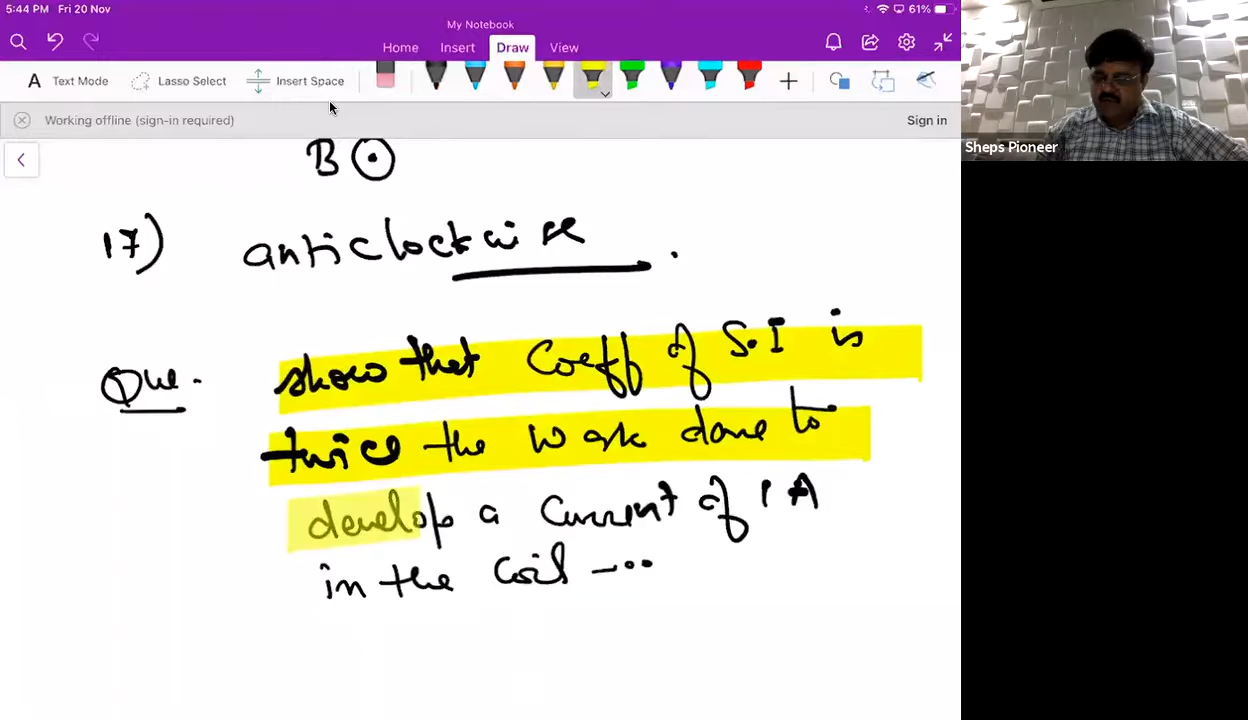 5:44 PM Fri 20 Nov
My Notebook
61%
Home Insert Draw View
A Text Mode Lasso Select Insert Space
Working offline (sign-in required) Sign in
Sheps Pioneer
B
17) anticlockwise.
Que. show that Coeff of S.I is
twice the work done to
develop a current of 1 A
in the coil ...